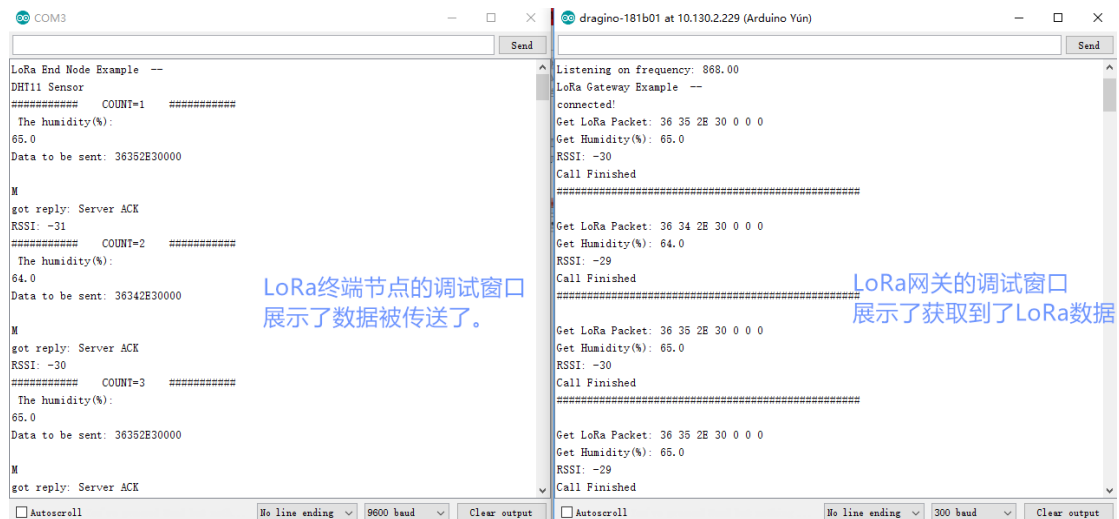 COM3
Send
LoRa End Node Example  --
DHT11 Sensor
###########    COUNT=1    ###########
The humidity(%):
65.0
Data to be sent: 36352E30000
M
got reply: Server ACK
RSSI: -31
###########    COUNT=2    ###########
The humidity(%):
64.0
Data to be sent: 36342E30000
M
got reply: Server ACK
RSSI: -30
###########    COUNT=3    ###########
The humidity(%):
65.0
Data to be sent: 36352E30000
M
got reply: Server ACK
LoRa终端节点的调试窗口
展示了数据被传送了。
Autoscroll
No line ending
9600 baud
Clear output
dragino-181b01 at 10.130.2.229 (Arduino Yún)
Send
Listening on frequency: 868.00
LoRa Gateway Example  --
connected!
Get LoRa Packet: 36 35 2E 30 0 0 0
Get Humidity(%): 65.0
RSSI: -30
Call Finished
##################################################
Get LoRa Packet: 36 34 2E 30 0 0 0
Get Humidity(%): 64.0
RSSI: -29
Call Finished
##################################################
Get LoRa Packet: 36 35 2E 30 0 0 0
Get Humidity(%): 65.0
RSSI: -30
Call Finished
##################################################
Get LoRa Packet: 36 35 2E 30 0 0 0
Get Humidity(%): 65.0
RSSI: -29
Call Finished
LoRa网关的调试窗口
展示了获取到了LoRa数据
Autoscroll
No line ending
300 baud
Clear output